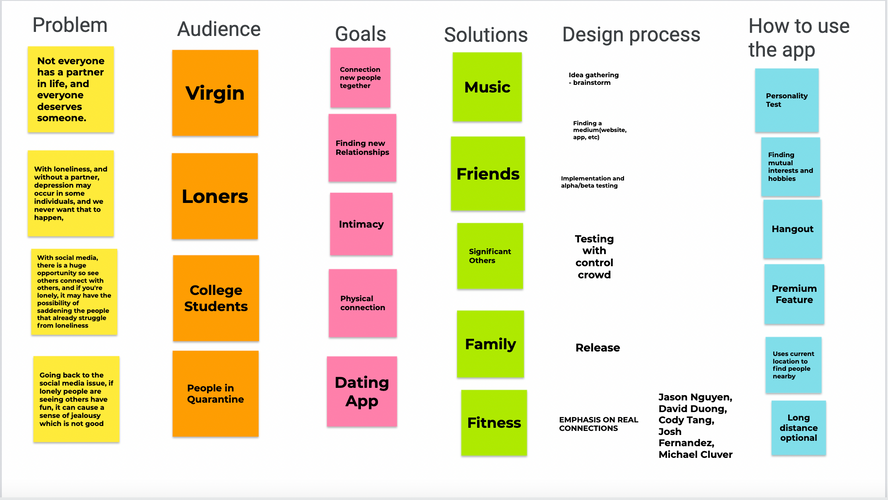 Problem
Not everyone
has a partner
in life, and
everyone
deserves
someone.
With loneliness, and
without a partner,
depression may
occur in some
individuals, and we
never want that to
happen,
With social media,
there is a huge
opportunity so see
others connect with
others, and if you're
lonely, it may have the
possibility of
saddening the people
that already struggle
from loneliness
Going back to the
social media issue, if
lonely people are
seeing others have
fun, it can cause a
sense of jealousy
which is not good
Audience
Virgin
Loners
College
Students
People in
Quarantine
Goals
Connection
new people
tegether
Finding new
Relationships
Intimacy
Physical
connection
Dating
App
Solutions
Music
Friends
Significant
Others
Family
Fitness
Design process
Idea gathering
- brainstorm
Finding a
medium(website,
app, etc)
Implementation and
alpha/beta testing
Testing
with
control
crowd
Release
EMPHASIS ON REAL
CONNECTIONS
Jason Nguyen,
David Duong,
Cody Tang,
Josh
Fernandez,
Michael Cluver
How to use
the app
Personality
Test
Finding
mutual
interests and
hobbies
Hangout
Premium
Feature
Uses current
location to
find people
nearby
Long
distance
optional